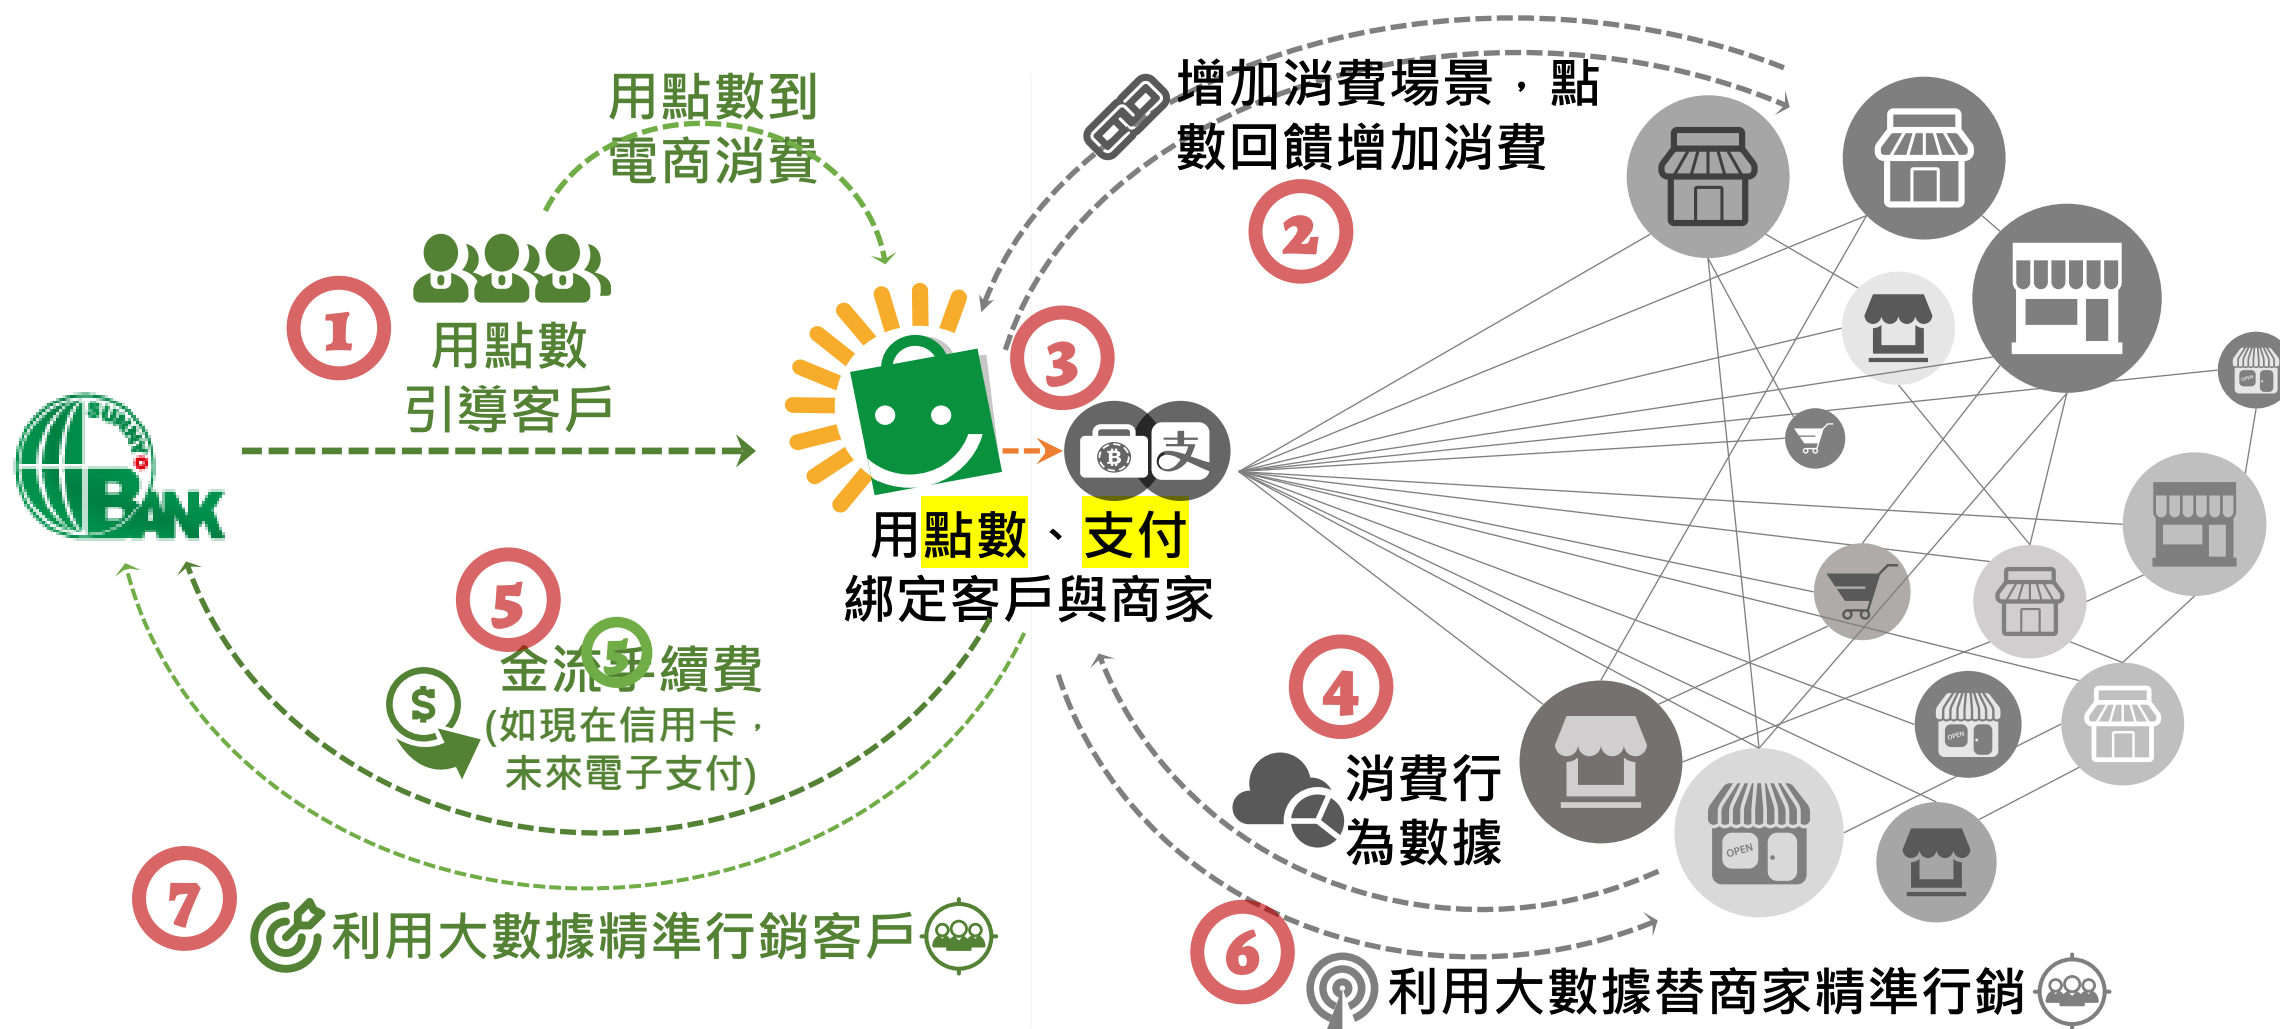 用點數到
電商消費
1
用點數
引導客戶
SUNNY
BANK
增加消費場景，點
數回饋增加消費
2
3
支
用點數、支付
綁定客戶與商家
5
5
金流手續費
(如現在信用卡，
未來電子支付)
$
4
消費行
為數據
7
利用大數據精準行銷客戶
6
利用大數據替商家精準行銷
OPEN
OPEN
OPEN